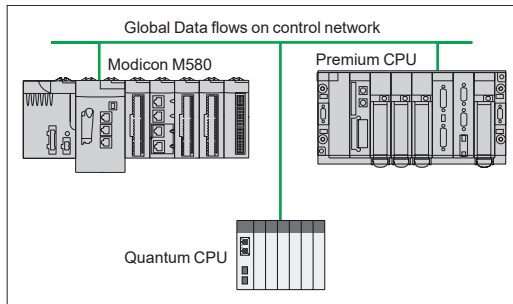 Global Data flows on control network
Modicon M580
Premium CPU
Quantum CPU